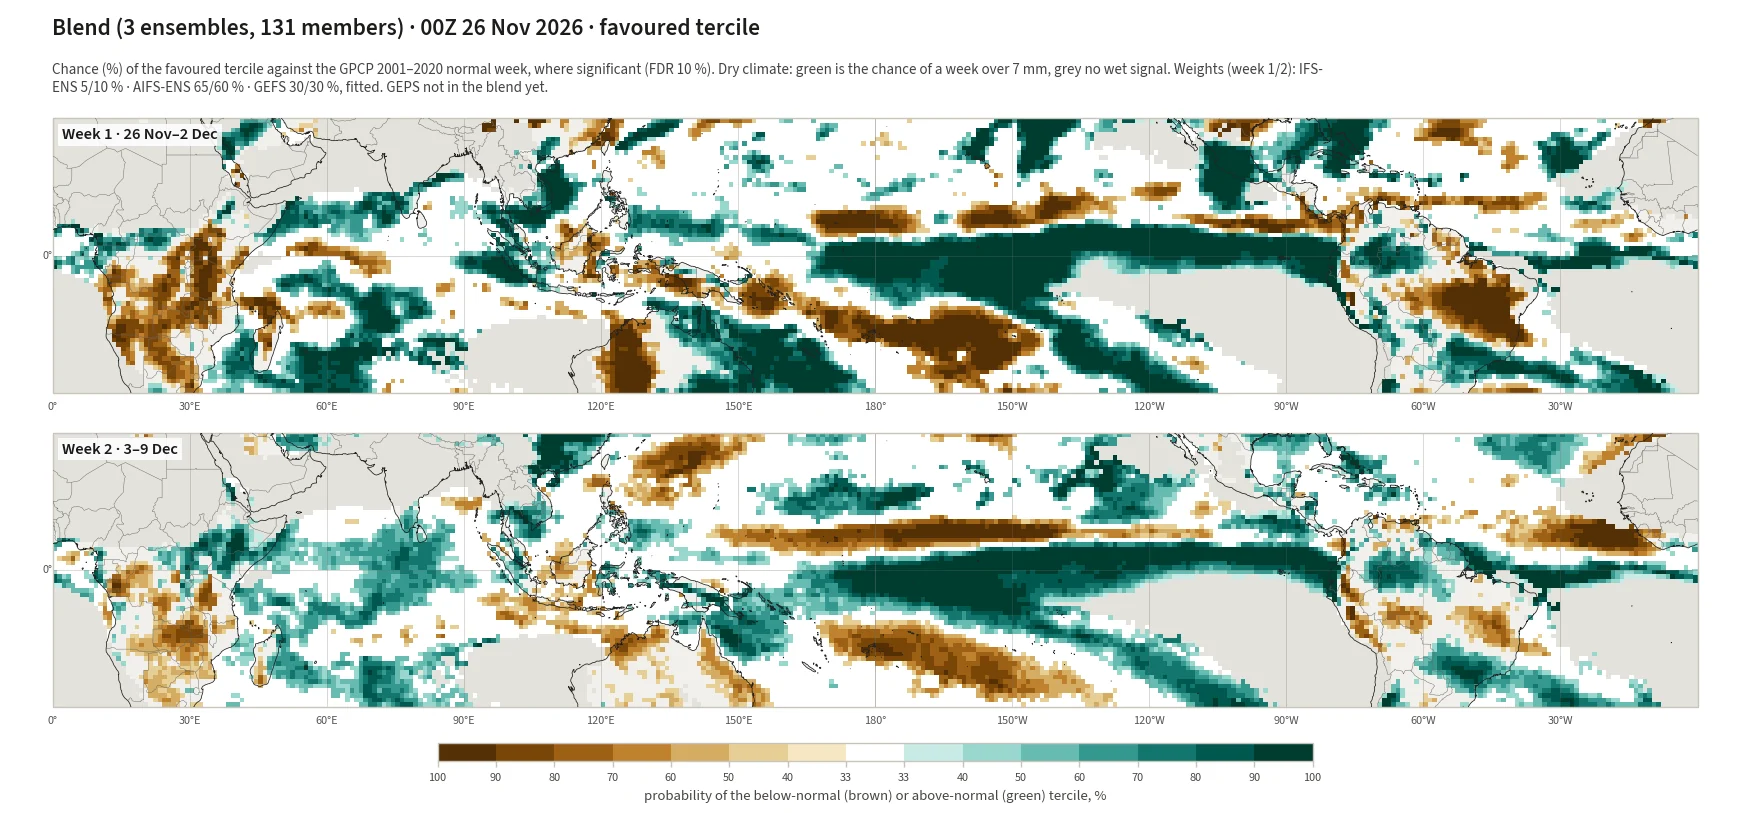 Blend (3 ensembles, 131 members) · 00Z 26 Nov 2026 · favoured tercile
Chance (%) of the favoured tercile against the GPCP 2001–2020 normal week, where significant (FDR 10 %). Dry climate: green is the chance of a week over 7 mm, grey no wet signal. Weights (week 1/2): IFS-
ENS 5/10 % · AIFS-ENS 65/60 % · GEFS 30/30 %, fitted. GEPS not in the blend yet.
Week 1 · 26 Nov–2 Dec
0°
0° 30°E 60°E 90°E 120°E 150°E 180° 150°W 120°W 90°W 60°W 30°W
Week 2 · 3–9 Dec
0°
0° 30°E 60°E 90°E 120°E 150°E 180° 150°W 120°W 90°W 60°W 30°W
100 90 80 70 60 50 40 33 33 40 50 60 70 80 90 100
probability of the below-normal (brown) or above-normal (green) tercile, %